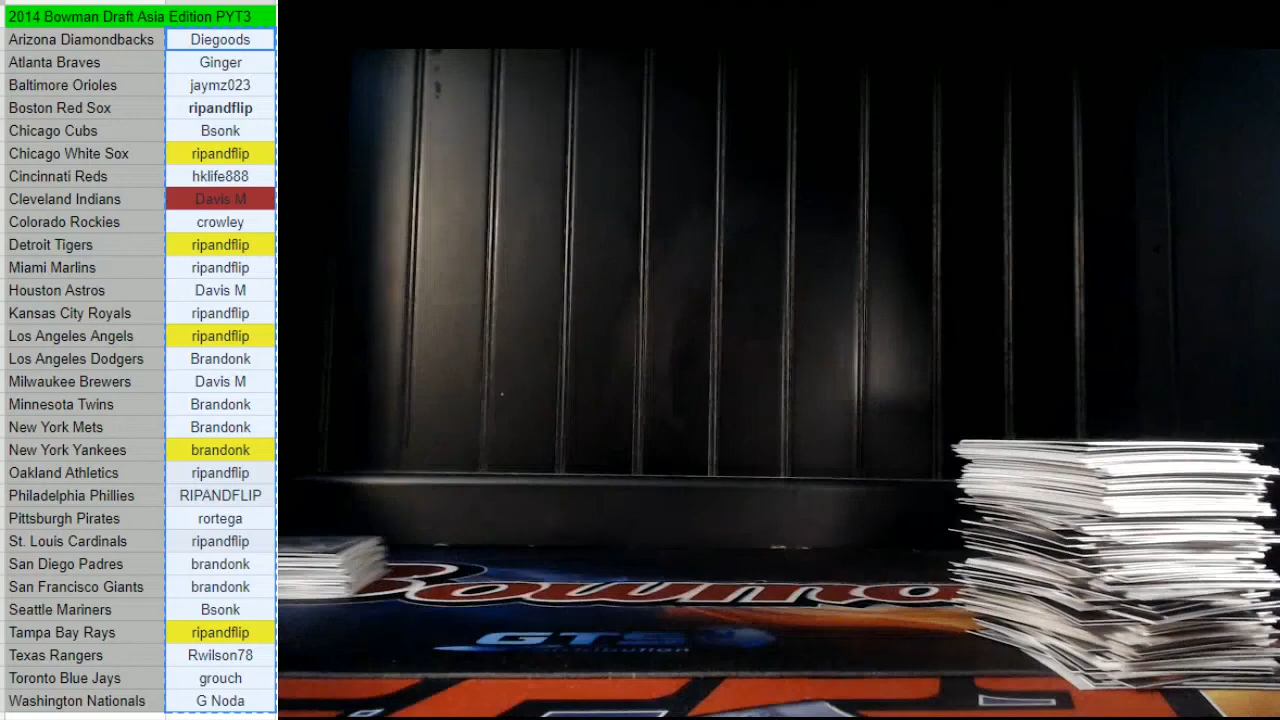 2014 Bowman Draft Asia Edition PYT3
Arizona Diamondbacks Diegoods
Atlanta Braves Ginger
Baltimore Orioles jaymz023
Boston Red Sox ripandflip
Chicago Cubs Bsonk
Chicago White Sox ripandflip
Cincinnati Reds hklife888
Cleveland Indians Davis M
Colorado Rockies crowley
Detroit Tigers ripandflip
Miami Marlins ripandflip
Houston Astros Davis M
Kansas City Royals ripandflip
Los Angeles Angels ripandflip
Los Angeles Dodgers Brandonk
Milwaukee Brewers Davis M
Minnesota Twins Brandonk
New York Mets Brandonk
New York Yankees brandonk
Oakland Athletics ripandflip
Philadelphia Phillies RIPANDFLIP
Pittsburgh Pirates rortega
St. Louis Cardinals ripandflip
San Diego Padres brandonk
San Francisco Giants brandonk
Seattle Mariners Bsonk
Tampa Bay Rays ripandflip
Texas Rangers Rwilson78
Toronto Blue Jays grouch
Washington Nationals G Noda
Bowma
GTS
distribution